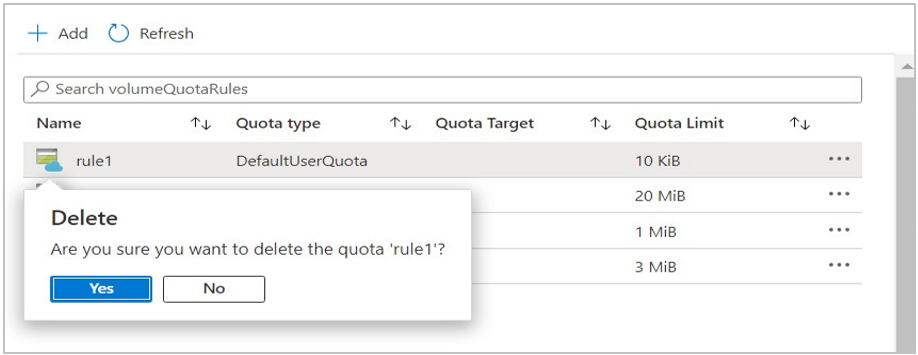 Add Refresh
Search volumeQuotaRules
Name Quota type Quota Target Quota Limit
rule1 DefaultUserQuota 10 KiB
20 MiB
Delete
Are you sure you want to delete the quota 'rule1'?
1 MiB
3 MiB
Yes No